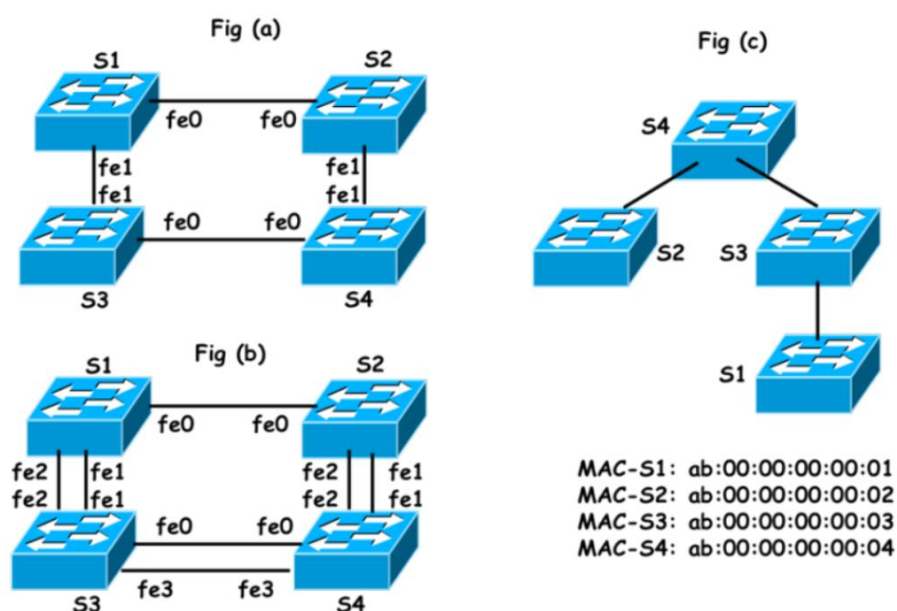 Fig (a)
S1
S2
fe0
fe0
fe1
fe1
fe1
fe1
fe0
fe0
S3
S4
Fig (b)
S1
S2
fe0
fe0
fe2
fe1
fe2
fe1
fe2
fe1
fe2
fe1
fe0
fe0
fe3
fe3
S3
S4
Fig (c)
S4
S2
S3
S1
MAC-S1: ab:00:00:00:00:01
MAC-S2: ab:00:00:00:00:02
MAC-S3: ab:00:00:00:00:03
MAC-S4: ab:00:00:00:00:04